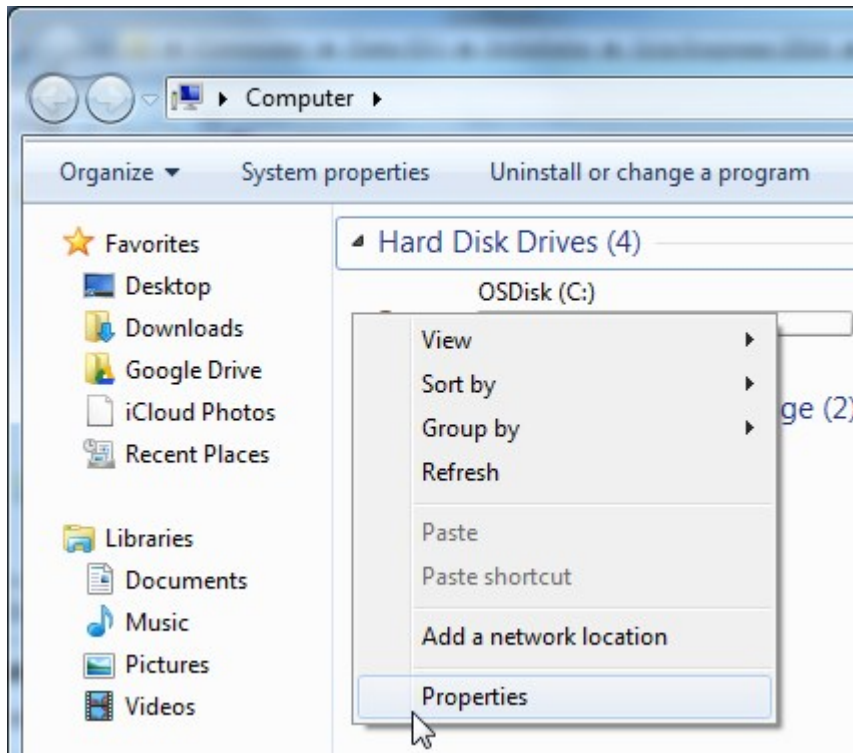 Computer
Organize
System properties
Uninstall or change a program
Favorites
Desktop
Downloads
Google Drive
iCloud Photos
Recent Places
Libraries
Documents
Music
Pictures
Videos
Hard Disk Drives (4)
OSDisk (C:)
(2)
View
Sort by
Group by
Refresh
Paste
Paste shortcut
Add a network location
Properties